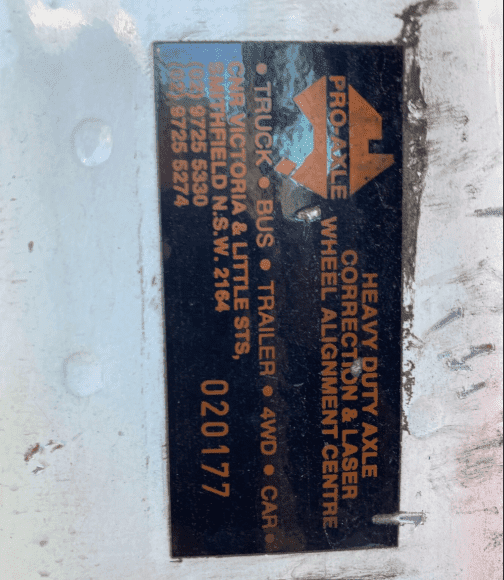 PRO-AXLE
HEAVY DUTY AXLE
CORRECTION & LASER
WHEEL ALIGNMENT CENTRE
• TRUCK • BUS • TRAILER • 4WD • CAR •
CNR. VICTORIA & LITTLE STS,
SMITHFIELD N.S.W. 2164
(02) 9725 5330
(02) 9725 5274
020177